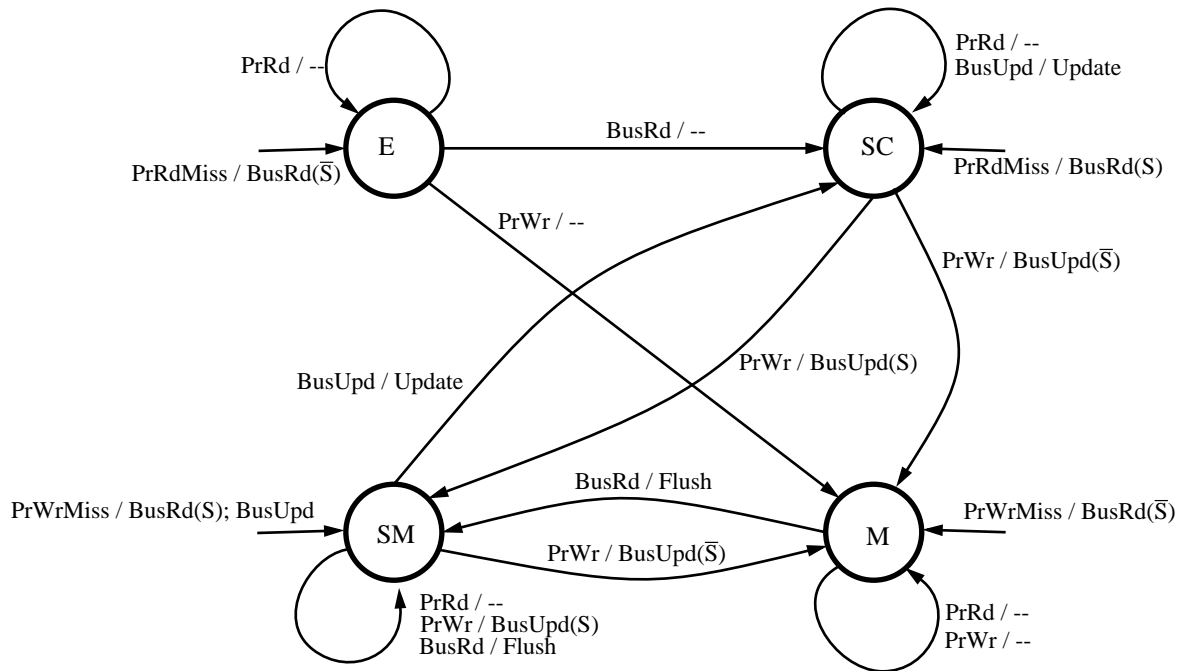 PrRd / --
PrRd / --
BusUpd / Update
E
BusRd / --
SC
PrRdMiss / BusRd(S̅)
PrRdMiss / BusRd(S)
PrWr / --
PrWr / BusUpd(S̅)
PrWr / BusUpd(S)
BusUpd / Update
BusRd / Flush
PrWrMiss / BusRd(S); BusUpd
SM
M
PrWrMiss / BusRd(S̅)
PrWr / BusUpd(S̅)
PrRd / --
PrWr / BusUpd(S)
BusRd / Flush
PrRd / --
PrWr / --